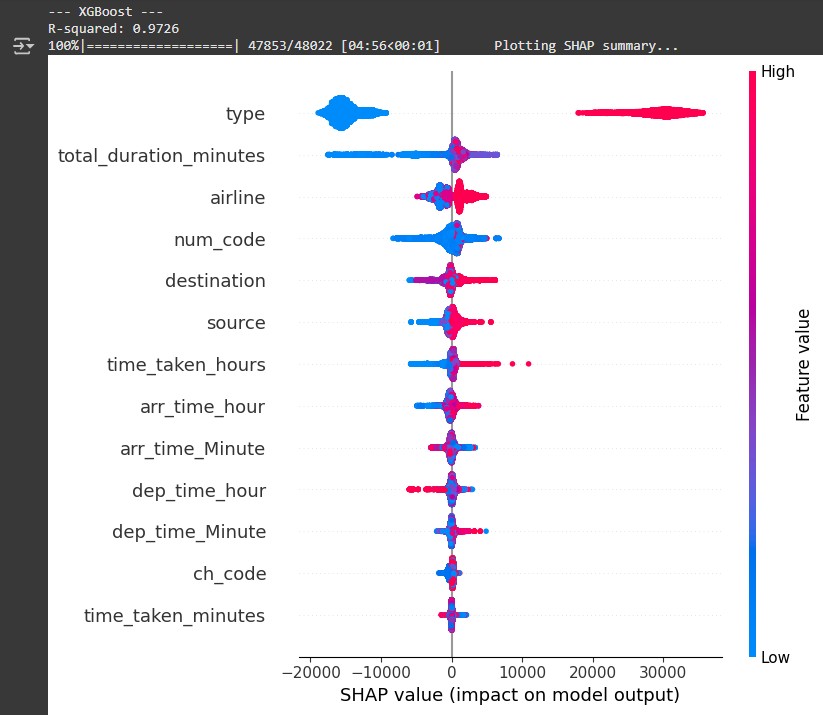 --- XGBoost ---
R-squared: 0.9726
100%|===================| 47853/48022 [04:56<00:01]       Plotting SHAP summary...
High
type
total_duration_minutes
airline
num_code
destination
source
time_taken_hours
arr_time_hour
arr_time_Minute
dep_time_hour
dep_time_Minute
ch_code
time_taken_minutes
Feature value
Low
−20000 −10000 0 10000 20000 30000
SHAP value (impact on model output)